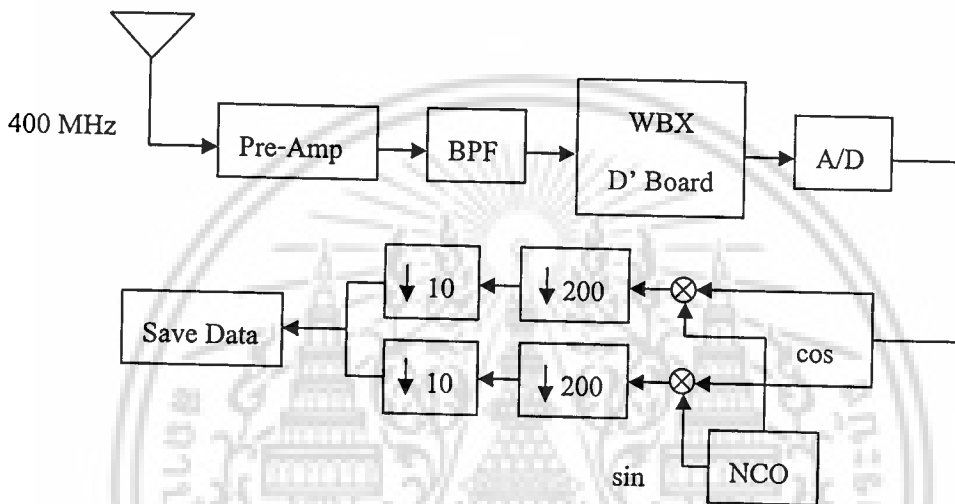 400 MHz
Pre-Amp
BPF
WBX
D' Board
A/D
↓ 10
↓ 200
Save Data
cos
↓ 10
↓ 200
sin
NCO